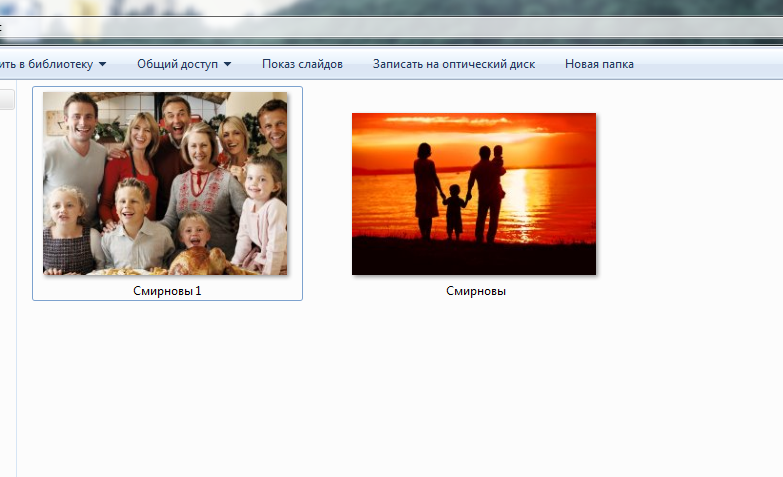 ить в библиотеку
Общий доступ
Показ слайдов
Записать на оптический диск
Новая папка
Смирновы 1
Смирновы